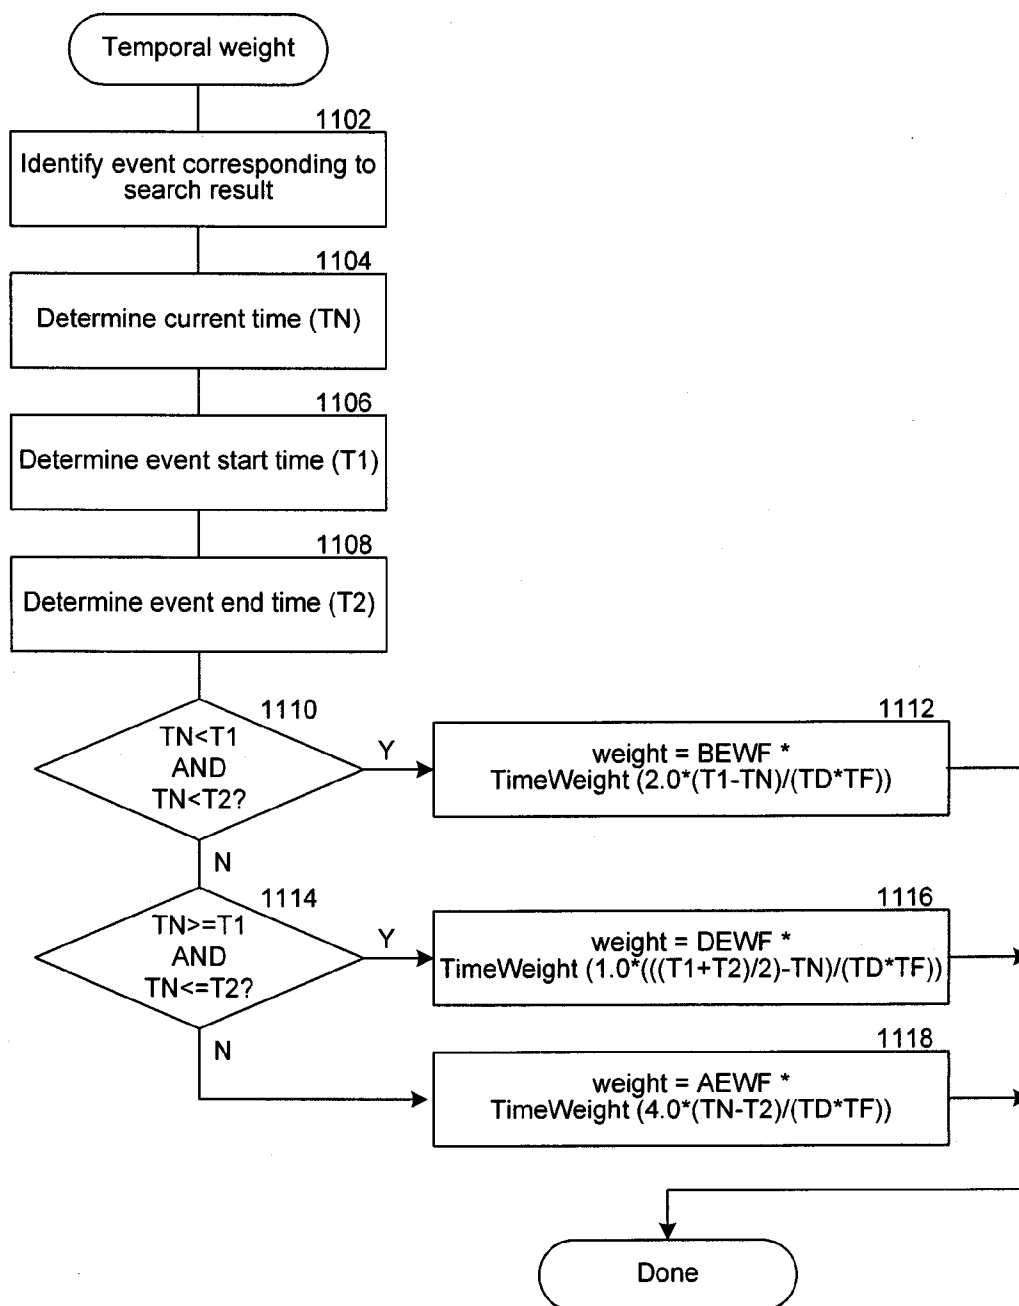 Temporal weight
1102
Identify event corresponding to
search result
1104
Determine current time (TN)
1106
Determine event start time (T1)
1108
Determine event end time (T2)
1110
TN<T1
AND
TN<T2?
Y
N
1112
weight = BEWF *
TimeWeight (2.0*(T1-TN)/(TD*TF))
1114
TN>=T1
AND
TN<=T2?
Y
N
1116
weight = DEWF *
TimeWeight (1.0*(((T1+T2)/2)-TN)/(TD*TF))
1118
weight = AEWF *
TimeWeight (4.0*(TN-T2)/(TD*TF))
Done